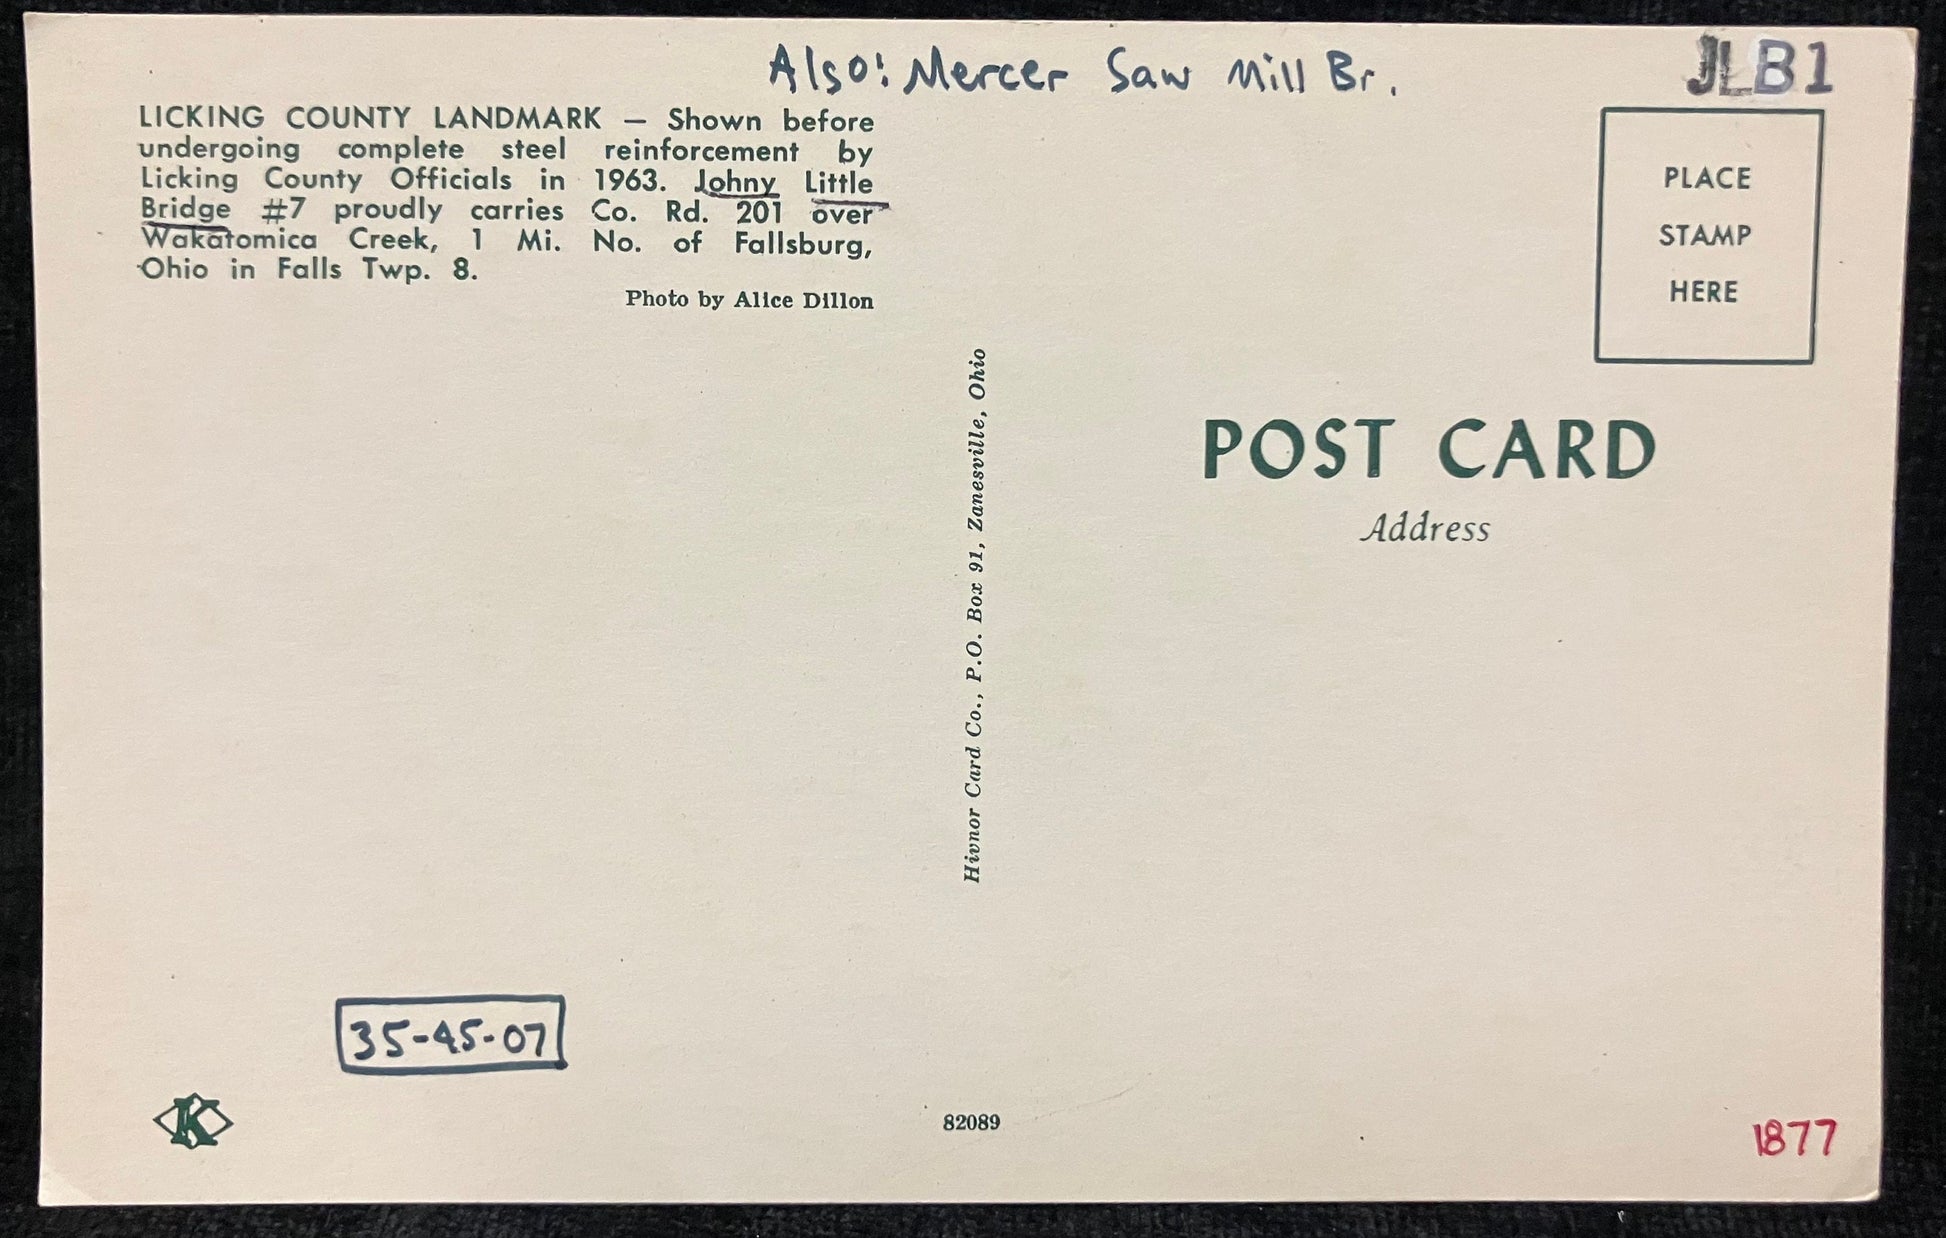 Also: Mercer Saw Mill Br.
JLB1
LICKING COUNTY LANDMARK — Shown before
undergoing complete steel reinforcement by
Licking County Officials in 1963. Johny Little
Bridge #7 proudly carries Co. Rd. 201 over
Wakatomica Creek, 1 Mi. No. of Fallsburg,
Ohio in Falls Twp. 8.
Photo by Alice Dillon
PLACE
STAMP
HERE
POST CARD
Address
Hivnor Card Co., P.O. Box 91, Zanesville, Ohio
35-45-07
K
82089
1877